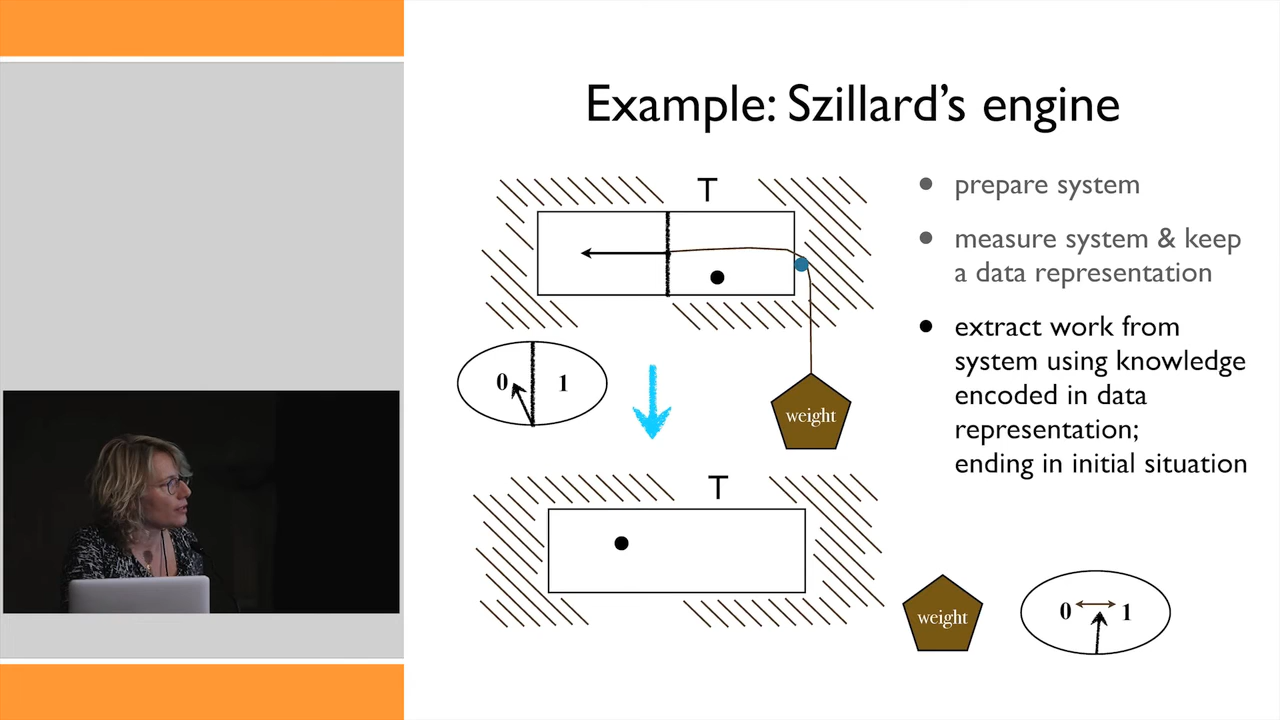 Example: Szillard's engine
T
weight
0
1
T
weight
0
1
prepare system
measure system & keep
a data representation
extract work from
system using knowledge
encoded in data
representation;
ending in initial situation